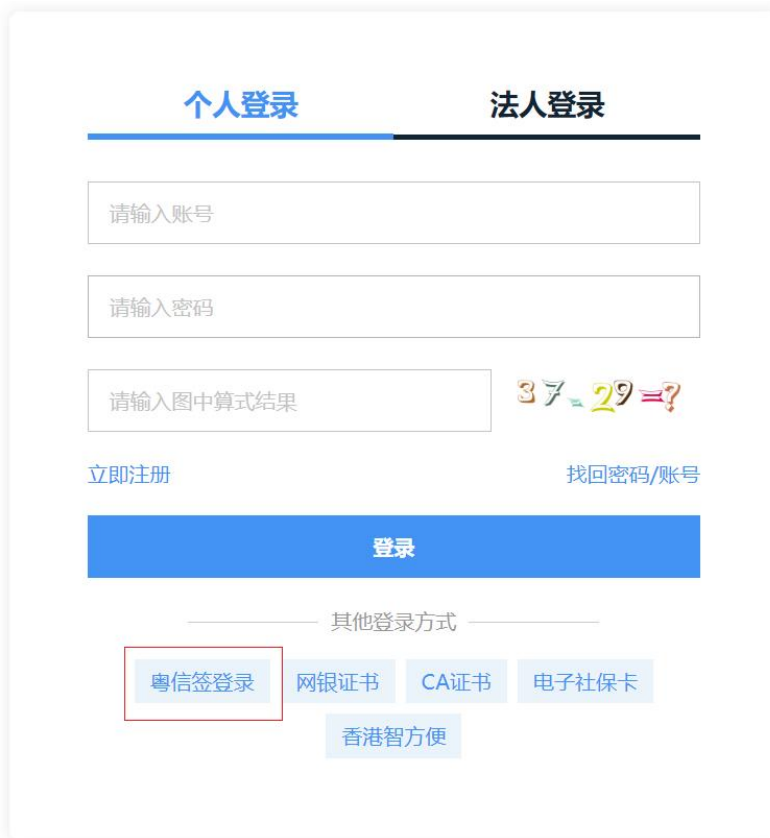 个人登录 法人登录
请输入账号
请输入密码
请输入图中算式结果 37-29=?
立即注册 找回密码/账号
登录
其他登录方式
粤信签登录 网银证书 CA证书 电子社保卡
香港智方便